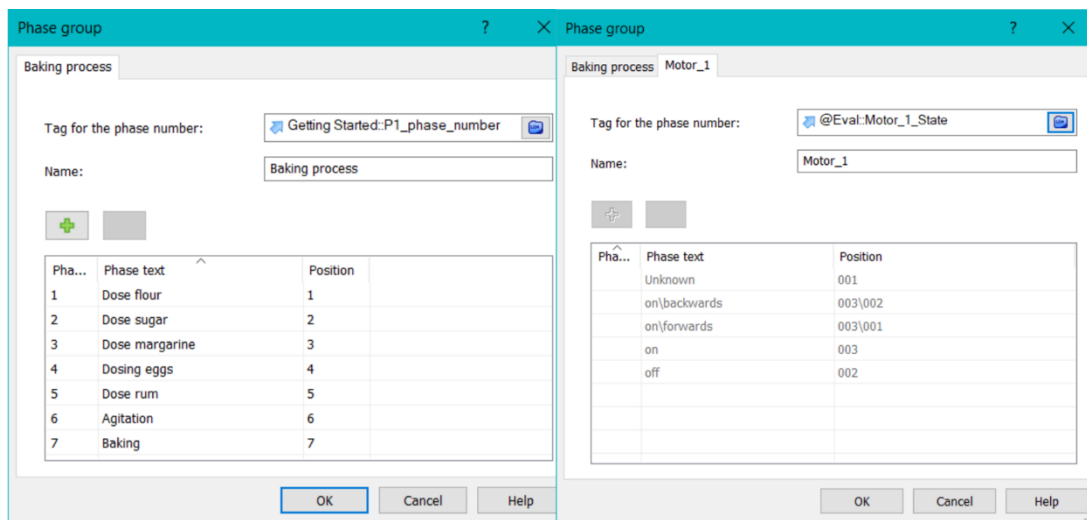 Phase group ?
Baking process
Tag for the phase number: Getting Started::P1_phase_number
Name: Baking process
Pha... Phase text Position
1 Dose flour 1
2 Dose sugar 2
3 Dose margarine 3
4 Dosing eggs 4
5 Dose rum 5
6 Agitation 6
7 Baking 7
OK Cancel Help
Phase group ?
Baking process Motor_1
Tag for the phase number: @Eval::Motor_1_State
Name: Motor_1
Pha... Phase text Position
Unknown 001
on\backwards 003\002
on\forwards 003\001
on 003
off 002
OK Cancel Help